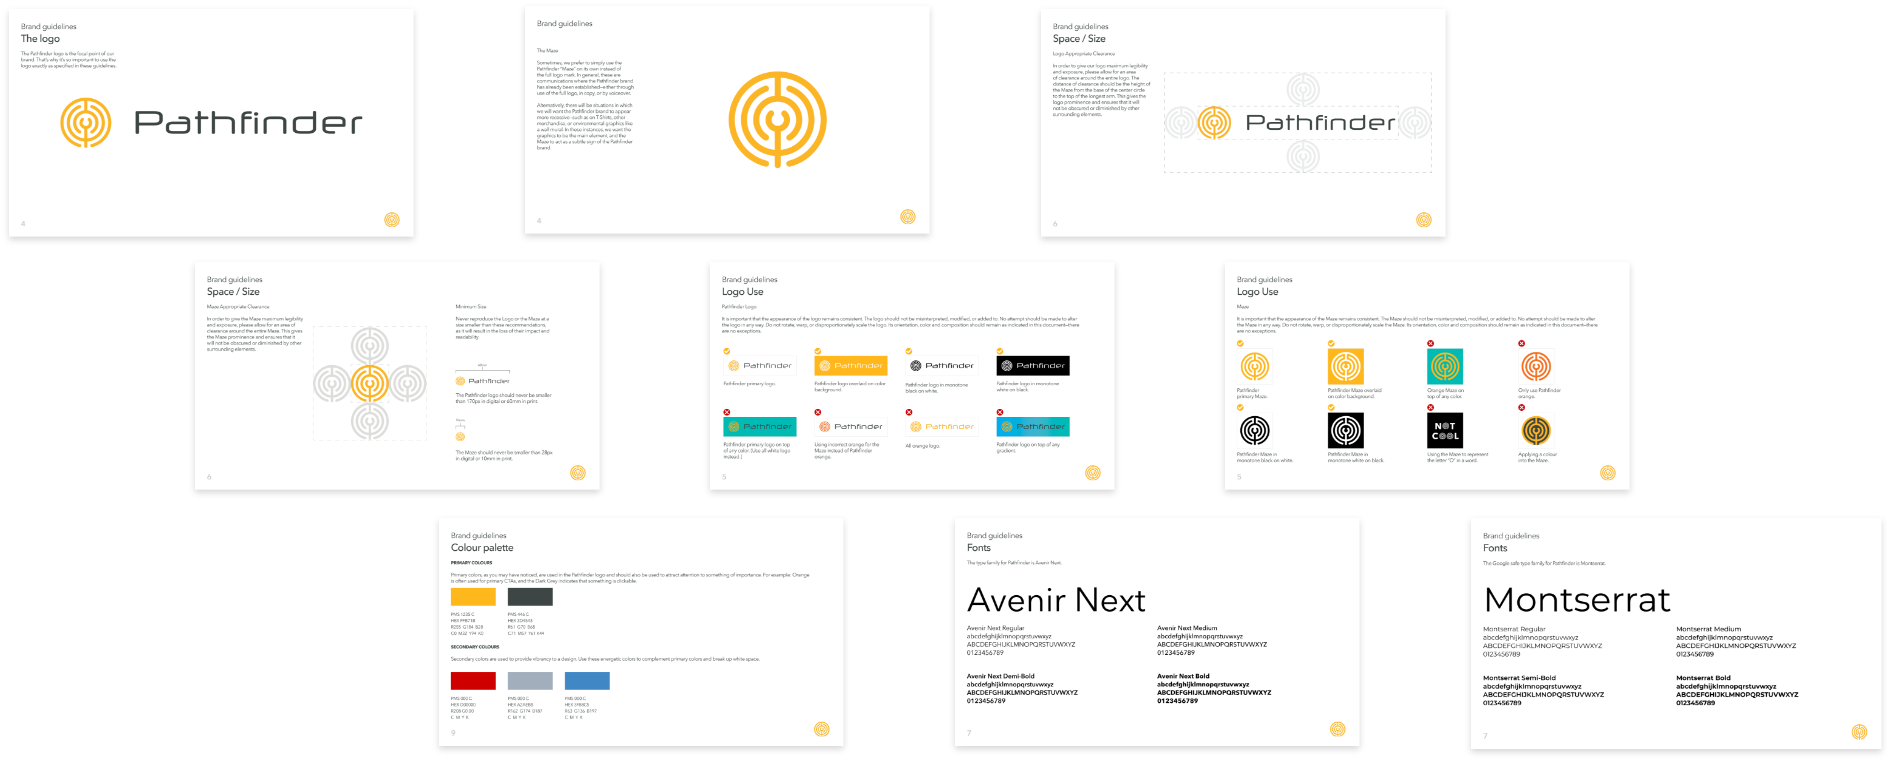 Brand guidelines
The logo
The Pathfinder logo is the focal point of our
brand. That's why it's so important to use the
logo exactly as specified in these guidelines.
Pathfinder
4
Brand guidelines
The Maze
Sometimes, we prefer to simply use the
Pathfinder "Maze" on its own instead of
the full logo mark. In general, these are
communications where the Pathfinder brand
has already been established–either through
use of the full logo, in copy, or by voiceover.
Alternatively, there will be situations in which
we will want the Pathfinder brand to appear
more recessive -such as on T-Shirts, other
merchandise, or environmental graphics like
a wall mural. In these instances, we want the
graphics to be the main element, and the
Maze to act as a subtle sign of the Pathfinder
brand.
4
Brand guidelines
Space / Size
Logo Appropriate Clearance
In order to give our logo maximum legibility
and exposure, please allow for an area
of clearance around the entire logo. The
distance of clearance should be the height of
the Maze from the base of the center circle
to the top of the longest arm. This gives the
logo prominence and ensures that it will
not be obscured or diminished by other
surrounding elements.
Pathfinder
6
Brand guidelines
Space / Size
Maze Appropriate Clearance
In order to give the Maze maximum legibility
and exposure, please allow for an area of
clearance around the entire Maze. This gives
the Maze prominence and ensures that it
will not be obscured or diminished by other
surrounding elements.
Minimum Size
Never reproduce the Logo or the Maze at a
size smaller than these recommendations,
as it will result in the loss of their impact and
readability
Pathfinder
The Pathfinder logo should never be smaller
than 170px in digital or 60mm in print.
The Maze should never be smaller than 28px
in digital or 10mm in print.
6
Brand guidelines
Logo Use
Pathfinder Logo
It is important that the appearance of the logo remains consistent. The logo should not be misinterpreted, modified, or added to. No attempt should be made to alter
the logo in any way. Do not rotate, warp, or disproportionately scale the logo. Its orientation, color and composition should remain as indicated in this document–there
are no exceptions.
Pathfinder
Pathfinder
Pathfinder
Pathfinder
Pathfinder primary logo.
Pathfinder logo overlaid on color
background.
Pathfinder logo in monotone
black on white.
Pathfinder logo in monotone
white on black.
Pathfinder
Pathfinder
Pathfinder
Pathfinder
Pathfinder primary logo on top
of any color. (Use all white logo
instead.)
Using incorrect orange for the
Maze instead of Pathfinder
orange.
All orange logo.
Pathfinder logo on top of any
gradient.
5
Brand guidelines
Logo Use
Maze
It is important that the appearance of the Maze remains consistent. The Maze should not be misinterpreted, modified, or added to. No attempt should be made to alter
the Maze in any way. Do not rotate, warp, or disproportionately scale the Maze. Its orientation, color and composition should remain as indicated in this document–there
are no exceptions.
Pathfinder
primary Maze.
Pathfinder Maze overlaid
on color background.
Orange Maze on
top of any color.
Only use Pathfinder
orange.
NOT
COOL
Pathfinder Maze in
monotone black on white.
Pathfinder Maze in
monotone white on black.
Using the Maze to represent
the letter "O" in a word.
Applying a colour
into the Maze.
5
Brand guidelines
Colour palette
PRIMARY COLOURS
Primary colors, as you may have noticed, are used in the Pathfinder logo and should also be used to attract attention to something of importance. For example: Orange
is often used for primary CTAs, and the Dark Grey indicates that something is clickable.
PMS 1235 C
HEX FFB71B
R255 G184 B28
C0 M32 Y94 K0
PMS 446 C
R61 G70 B68
C71 M57 Y61 K44
SECONDARY COLOURS
Secondary colors are used to provide vibrancy to a design. Use these energetic colors to complement primary colors and break up white space.
PMS 000 C
HEX D00000
R208 G0 B0
C M Y K
PMS 000 C
HEX A2AEBB
R162 G174 B187
C M Y K
PMS 000 C
R63 G136 B197
C M Y K
9
Brand guidelines
Fonts
The type family for Pathfinder is Avenir Next.
Avenir Next
Avenir Next Regular
abcdefghijklmnopqrstuvwxyz
ABCDEFGHIJKLMNOPQRSTUVWXYZ
0123456789
Avenir Next Medium
abcdefghijklmnopqrstuvwxyz
ABCDEFGHIJKLMNOPQRSTUVWXYZ
0123456789
Avenir Next Demi-Bold
abcdefghijklmnopqrstuvwxyz
ABCDEFGHIJKLMNOPQRSTUVWXYZ
0123456789
Avenir Next Bold
abcdefghijklmnopqrstuvwxyz
ABCDEFGHIJKLMNOPQRSTUVWXYZ
0123456789
7
Brand guidelines
Fonts
The Google safe type family for Pathfinder is Montserrat.
Montserrat
Montserrat Regular
abcdefghijklmnopqrstuvwxyz
ABCDEFGHIJKLMNOPQRSTUVWXYZ
0123456789
Montserrat Medium
abcdefghijklmnopqrstuvwxyz
ABCDEFGHIJKLMNOPQRSTUVWXYZ
0123456789
Montserrat Semi-Bold
abcdefghijklmnopqrstuvwxyz
ABCDEFGHIJKLMNOPQRSTUVWXYZ
0123456789
Montserrat Bold
abcdefghijklmnopqrstuvwxyz
ABCDEFGHIJKLMNOPQRSTUVWXYZ
0123456789
7